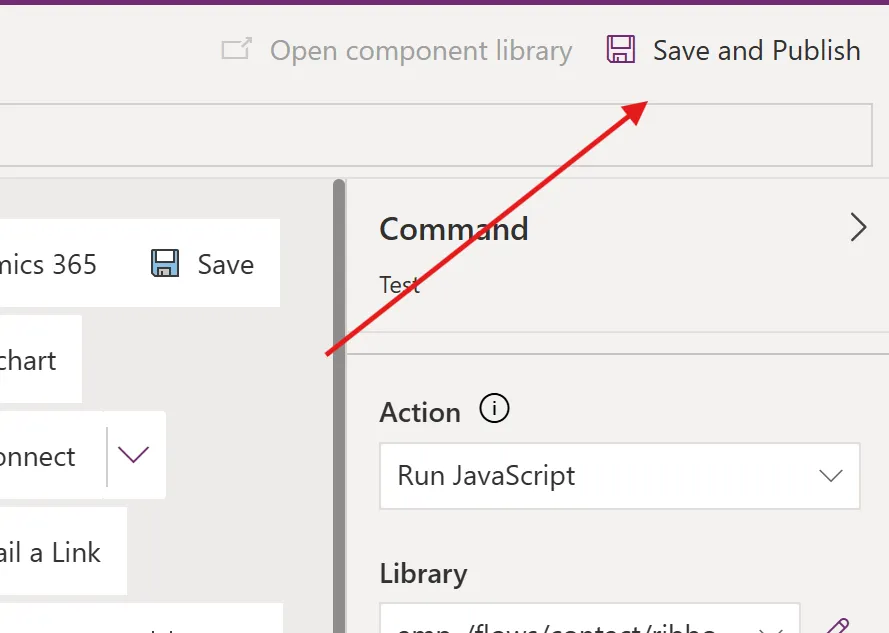 Open component library
Save and Publish
mics 365
Save
chart
onnect
ail a Link
Command
Test
Action
Run JavaScript
Library